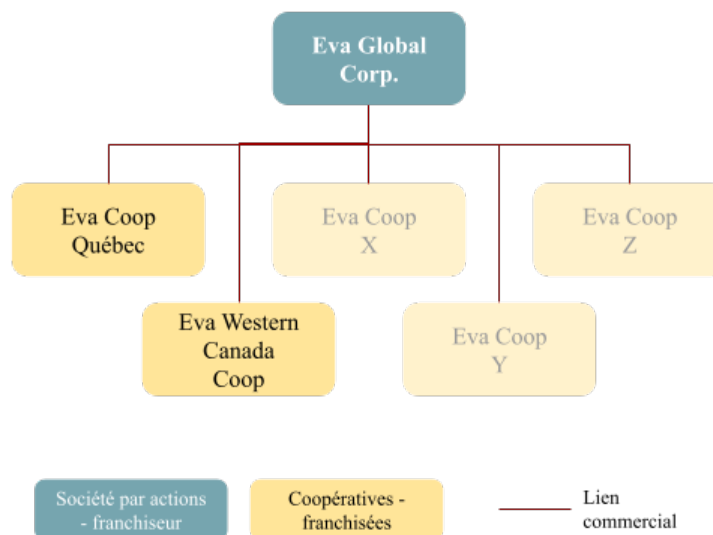 Eva Global
Corp.
Eva Coop
Québec
Eva Coop
X
Eva Coop
Z
Eva Western
Canada
Coop
Eva Coop
Y
Société par actions
- franchiseur
Coopératives -
franchisées
Lien
commercial